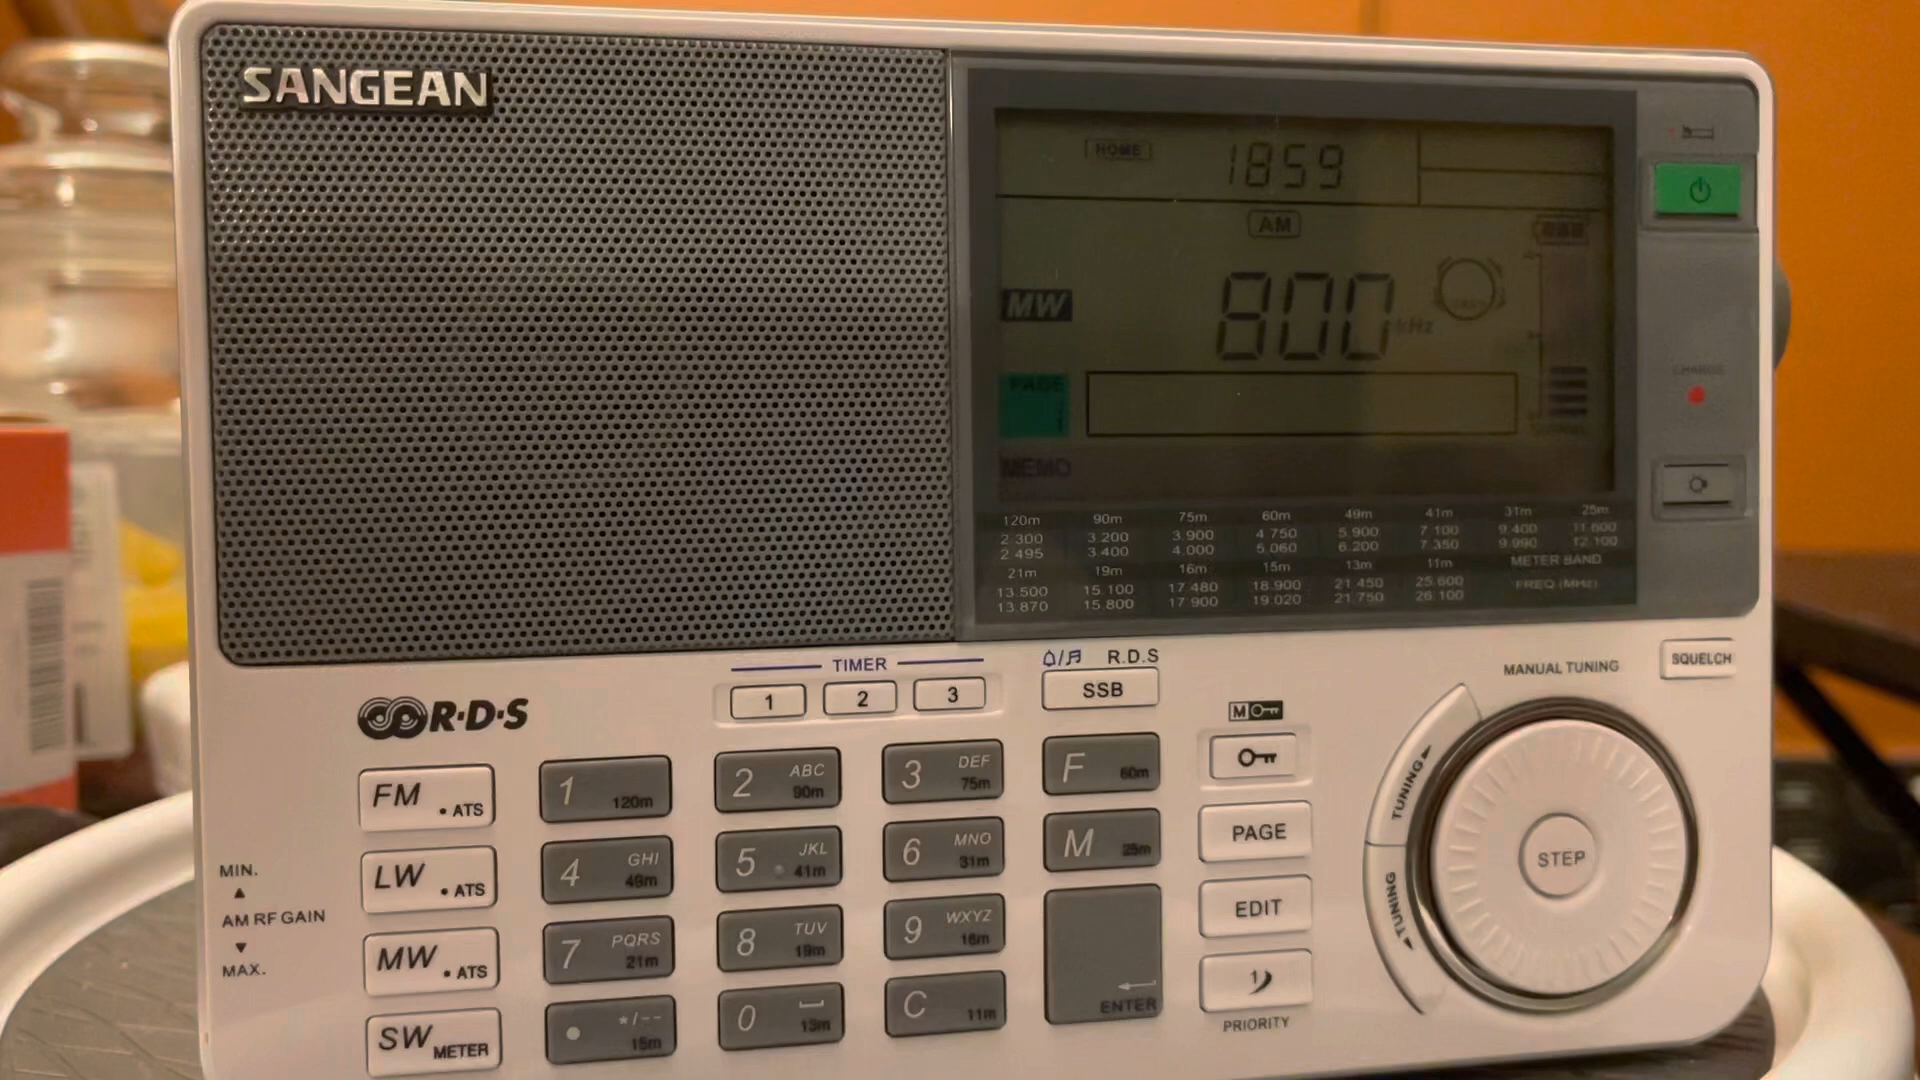 SANGEAN
HOME 1859
AM
MW 800 kHz
PAGE
1
MEMO
120m 90m 75m 60m 49m 41m 31m 25m
2.300 3.200 3.900 4.750 5.900 7.100 9.400 11.600
2.495 3.400 4.000 5.060 6.200 7.350 9.990 12.100
21m 19m 16m 15m 13m 11m METER BAND
13.500 15.100 17.480 18.900 21.450 25.600 FREQ (MHz)
13.870 15.800 17.900 19.020 21.750 26.100
CHARGE
R·D·S
TIMER
1 2 3
R.D.S
SSB
MANUAL TUNING
SQUELCH
M
FM • ATS
1 120m
2 ABC 90m
3 DEF 75m
F 60m
LW • ATS
4 GHI 49m
5 JKL 41m
6 MNO 31m
M 25m
PAGE
MW • ATS
7 PQRS 21m
8 TUV 19m
9 WXYZ 16m
ENTER
EDIT
SW METER
• */-- 15m
0 13m
C 11m
1
PRIORITY
MIN.
▲
AM RF GAIN
▼
MAX.
TUNING▶
◀TUNING
STEP